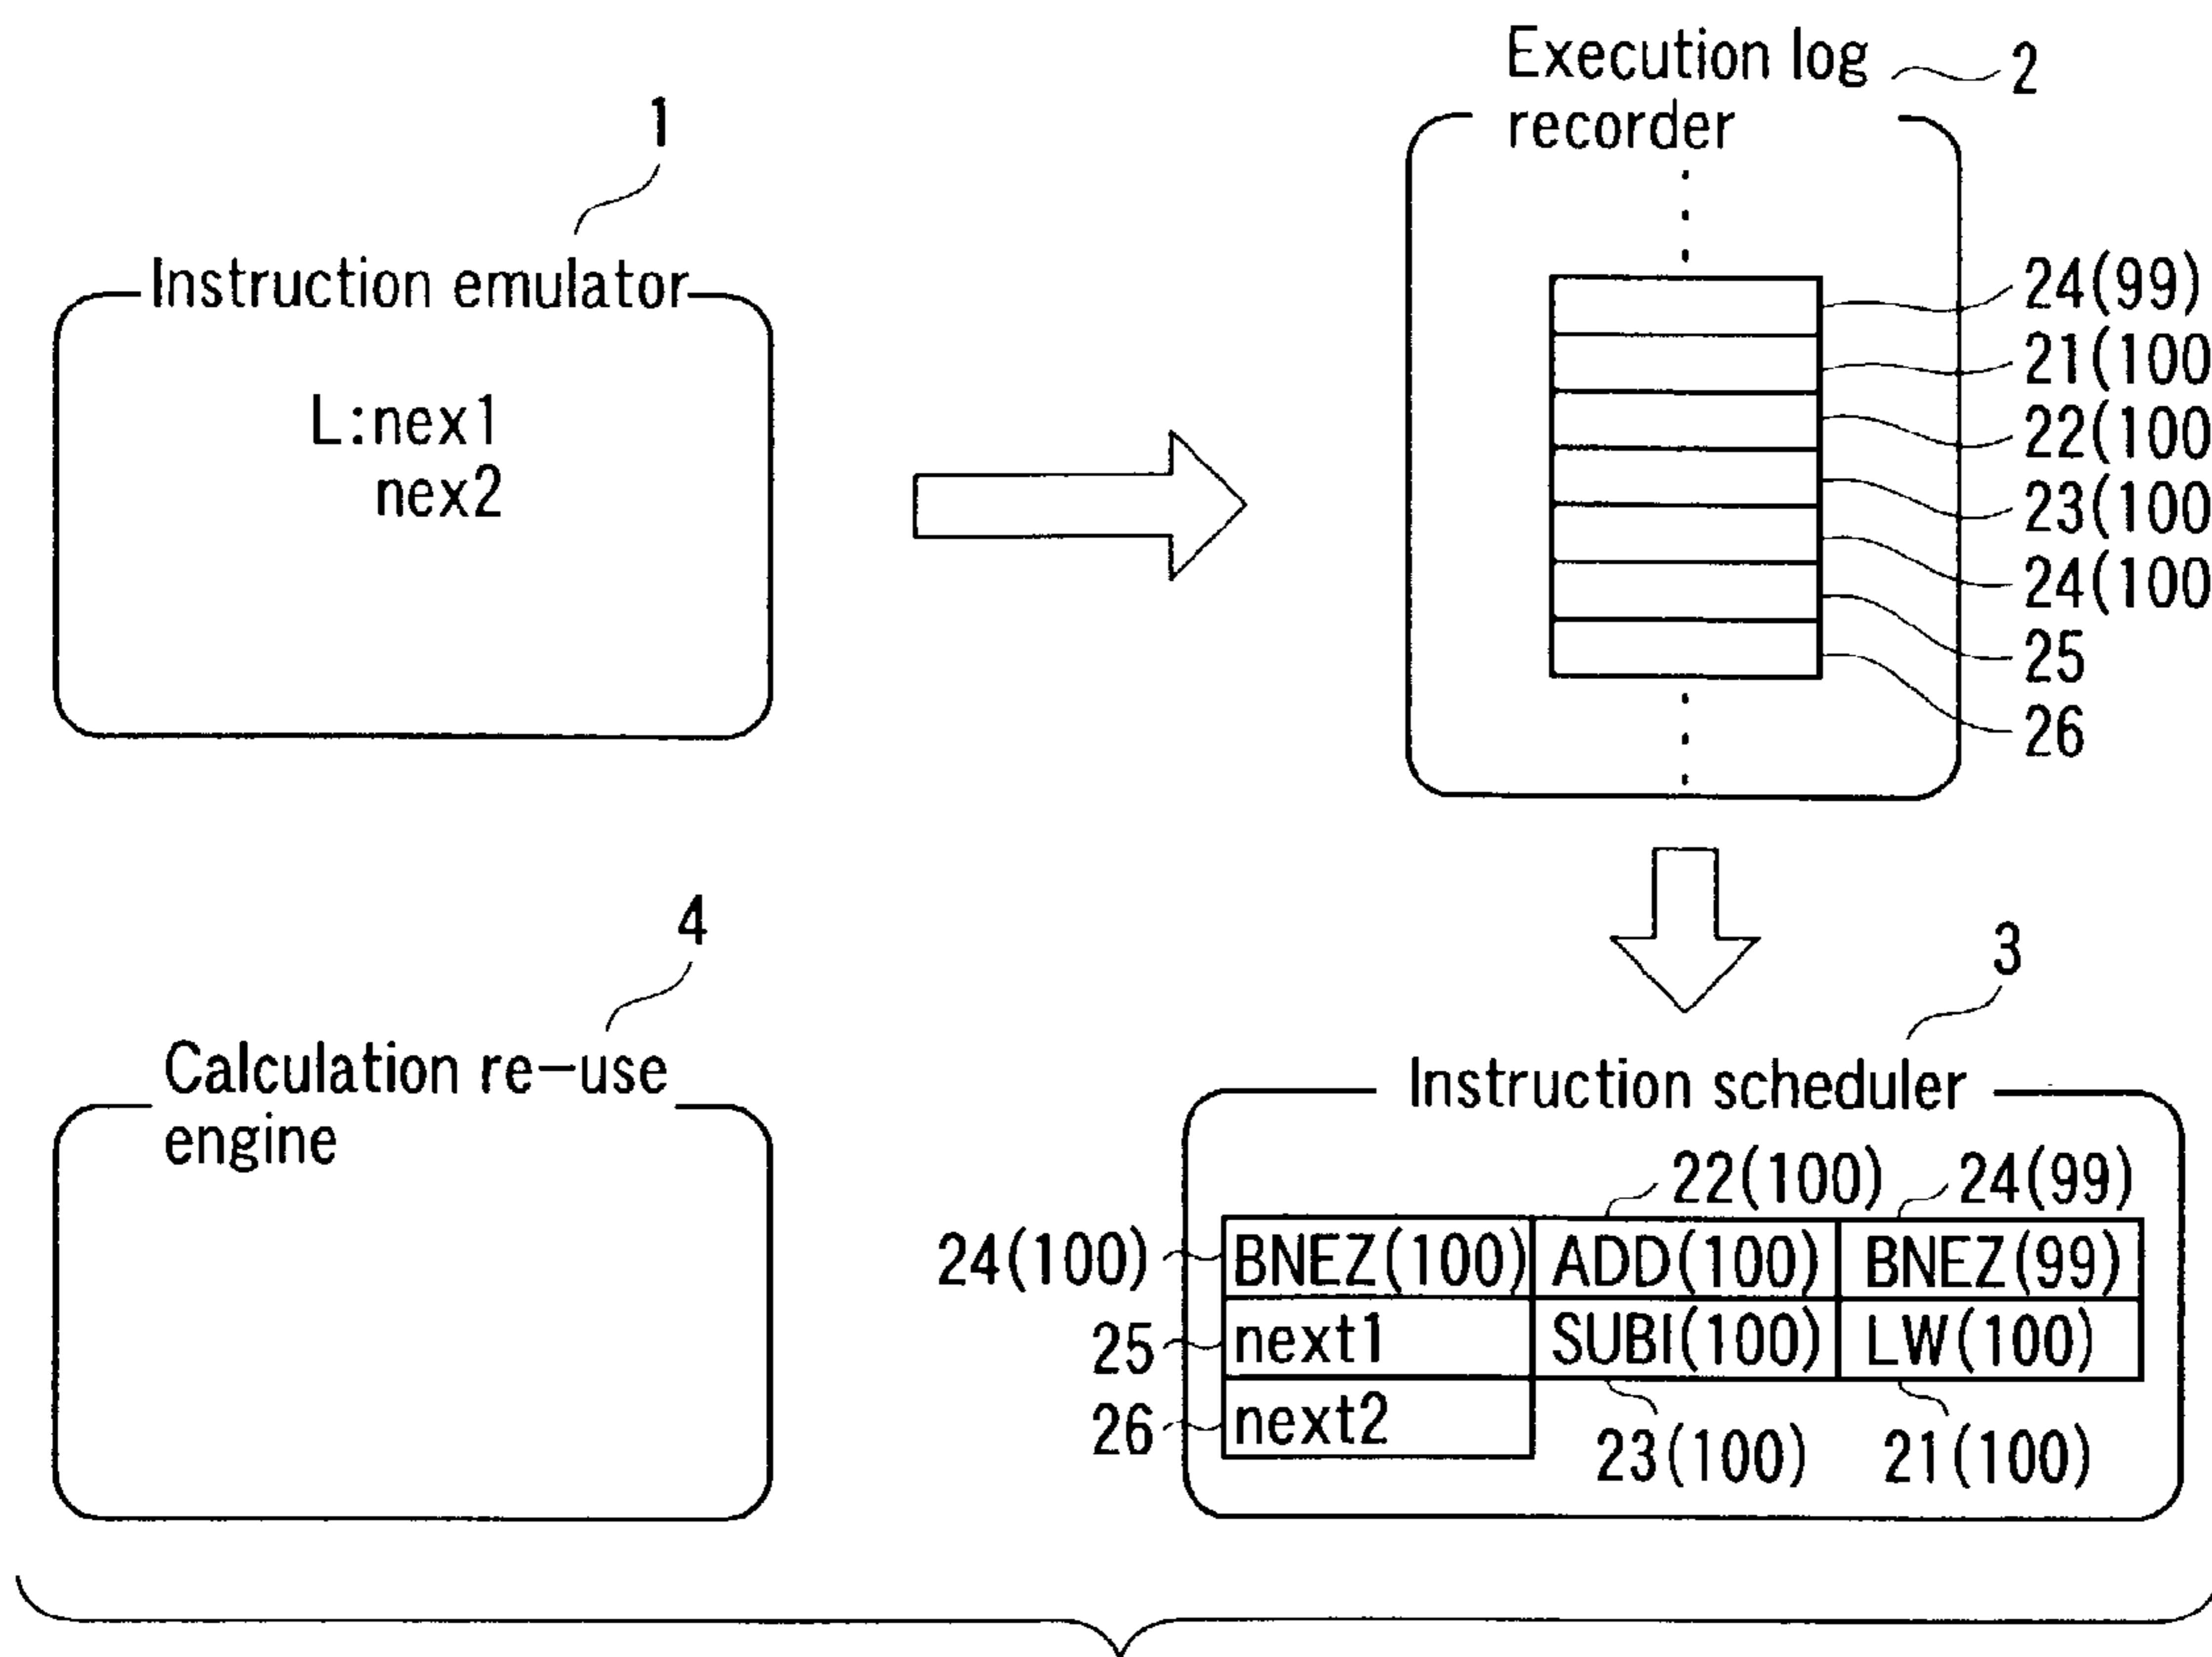 1
Instruction emulator
L:nex1
nex2
Execution log
recorder
2
24(99)
21(100
22(100
23(100
24(100
25
26
4
Calculation re-use
engine
3
Instruction scheduler
22(100)
24(99)
24(100)
BNEZ(100)
ADD(100)
BNEZ(99)
25
next1
SUBI(100)
LW(100)
26
next2
23(100)
21(100)